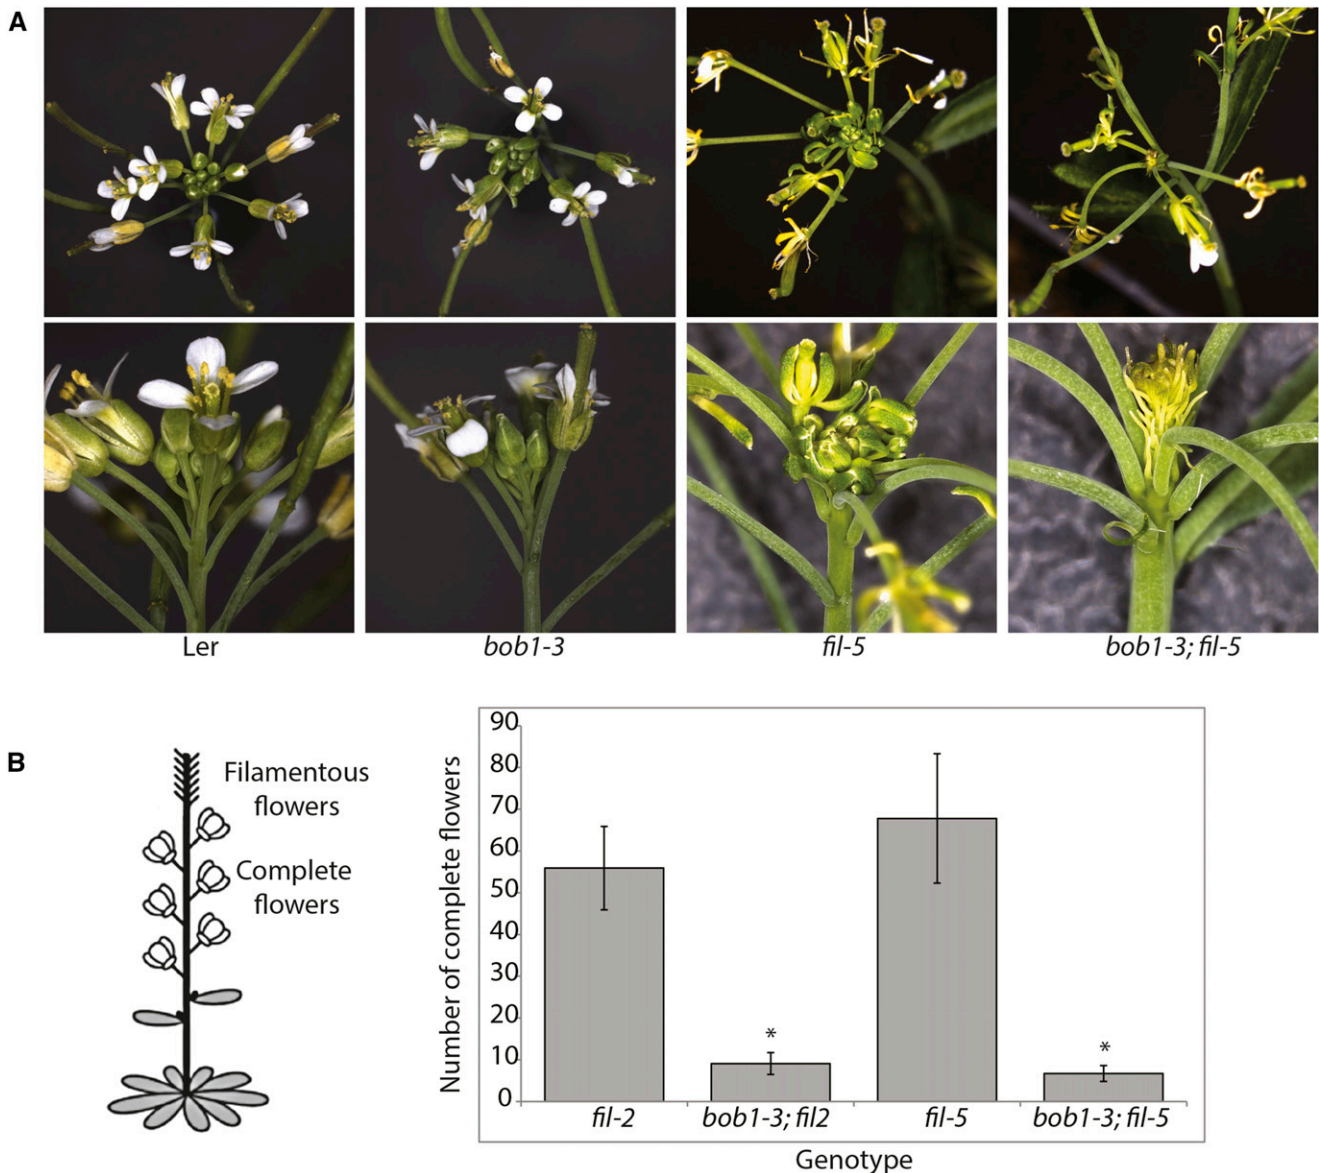 A
Ler
bob1-3
fil-5
bob1-3; fil-5
B
Filamentous
flowers
Complete
flowers
Number of complete flowers
90
80
70
60
50
40
30
20
10
0
*
*
fil-2
bob1-3; fil2
fil-5
bob1-3; fil-5
Genotype